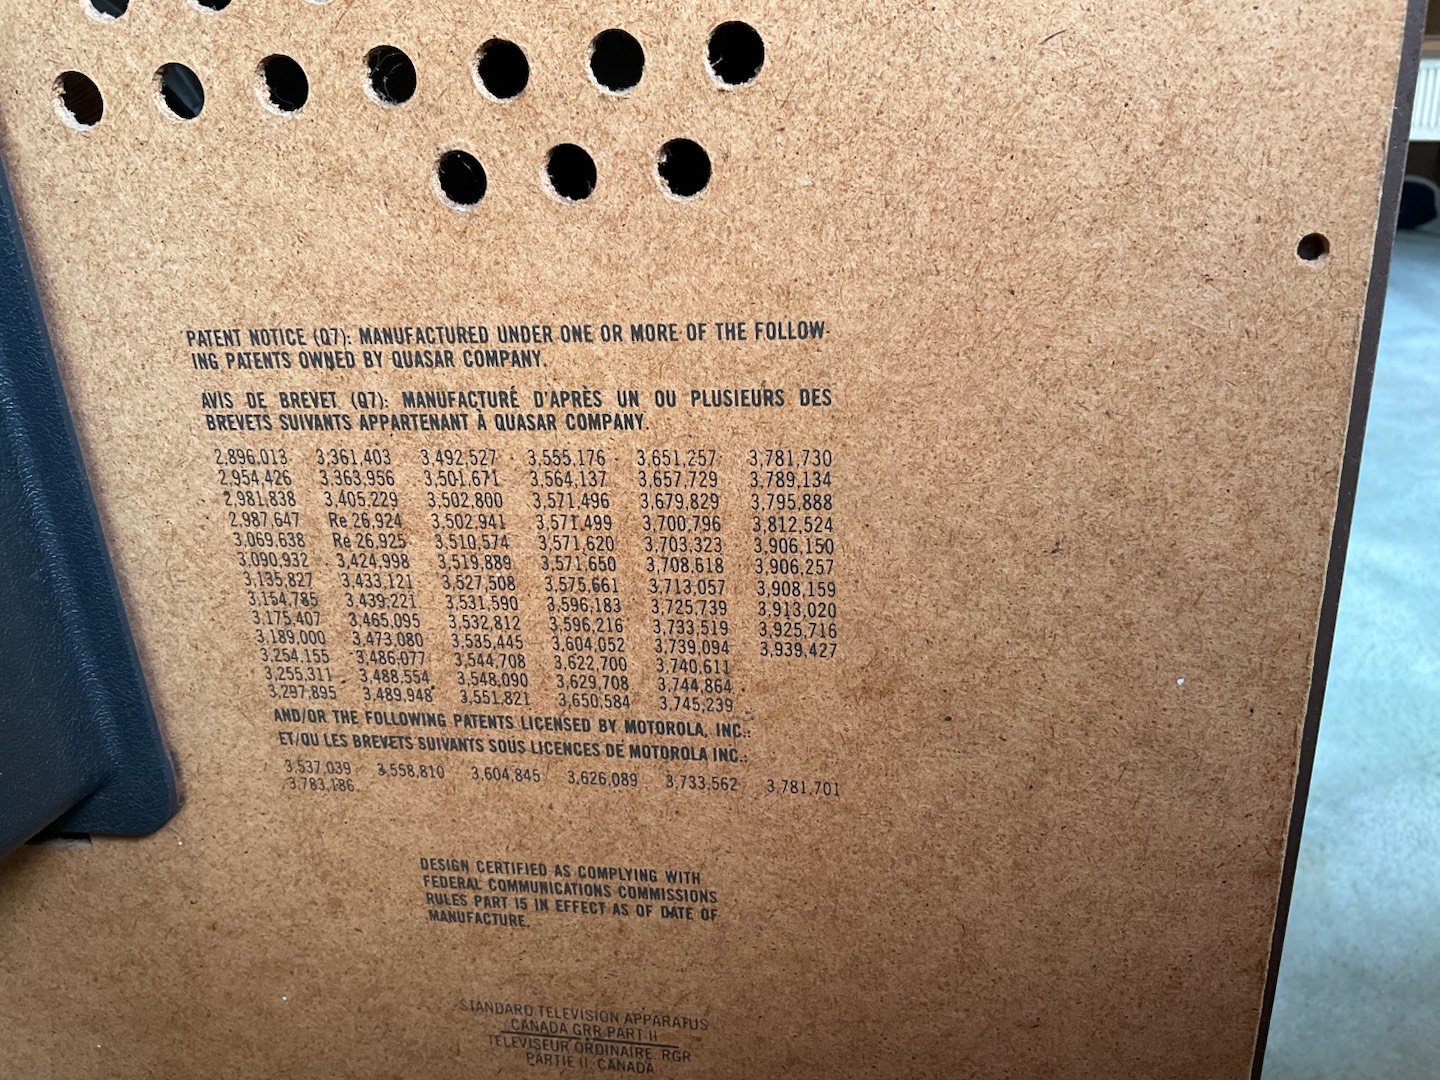 PATENT NOTICE (Q7): MANUFACTURED UNDER ONE OR MORE OF THE FOLLOW-
ING PATENTS OWNED BY QUASAR COMPANY.
AVIS DE BREVET (Q7): MANUFACTURÉ D'APRÈS UN OU PLUSIEURS DES
BREVETS SUIVANTS APPARTENANT À QUASAR COMPANY.
2,896,013 3,361,403 3,492,527 3,555,176 3,651,257 3,781,730
2,954,426 3,363,956 3,501,671 3,564,137 3,657,729 3,789,134
2,981,838 3,405,229 3,502,800 3,571,496 3,679,829 3,795,888
2,987,647 Re 26,924 3,502,941 3,571,499 3,700,796 3,812,524
3,069,638 Re 26,925 3,510,574 3,571,620 3,703,323 3,906,150
3,090,932 3,424,998 3,519,889 3,571,650 3,708,618 3,906,257
3,135,827 3,433,121 3,527,508 3,575,661 3,713,057 3,908,159
3,154,785 3,439,221 3,531,590 3,596,183 3,725,739 3,913,020
3,175,407 3,465,095 3,532,812 3,596,216 3,733,519 3,925,716
3,189,000 3,473,080 3,535,445 3,604,052 3,739,094 3,939,427
3,254,155 3,486,077 3,544,708 3,622,700 3,740,611
3,255,311 3,488,554 3,548,090 3,629,708 3,744,864
3,297,895 3,489,948 3,551,821 3,650,584 3,745,239
AND/OR THE FOLLOWING PATENTS LICENSED BY MOTOROLA, INC.:
ET/OU LES BREVETS SUIVANTS SOUS LICENCES DE MOTOROLA INC.:
3,537,039 3,558,810 3,604,845 3,626,089 3,733,562 3,781,701
3,783,186
DESIGN CERTIFIED AS COMPLYING WITH
FEDERAL COMMUNICATIONS COMMISSIONS
RULES PART 15 IN EFFECT AS OF DATE OF
MANUFACTURE.
STANDARD TELEVISION APPARATUS
CANADA GRR PART II
TELEVISEUR ORDINAIRE RGR
PARTIE II, CANADA